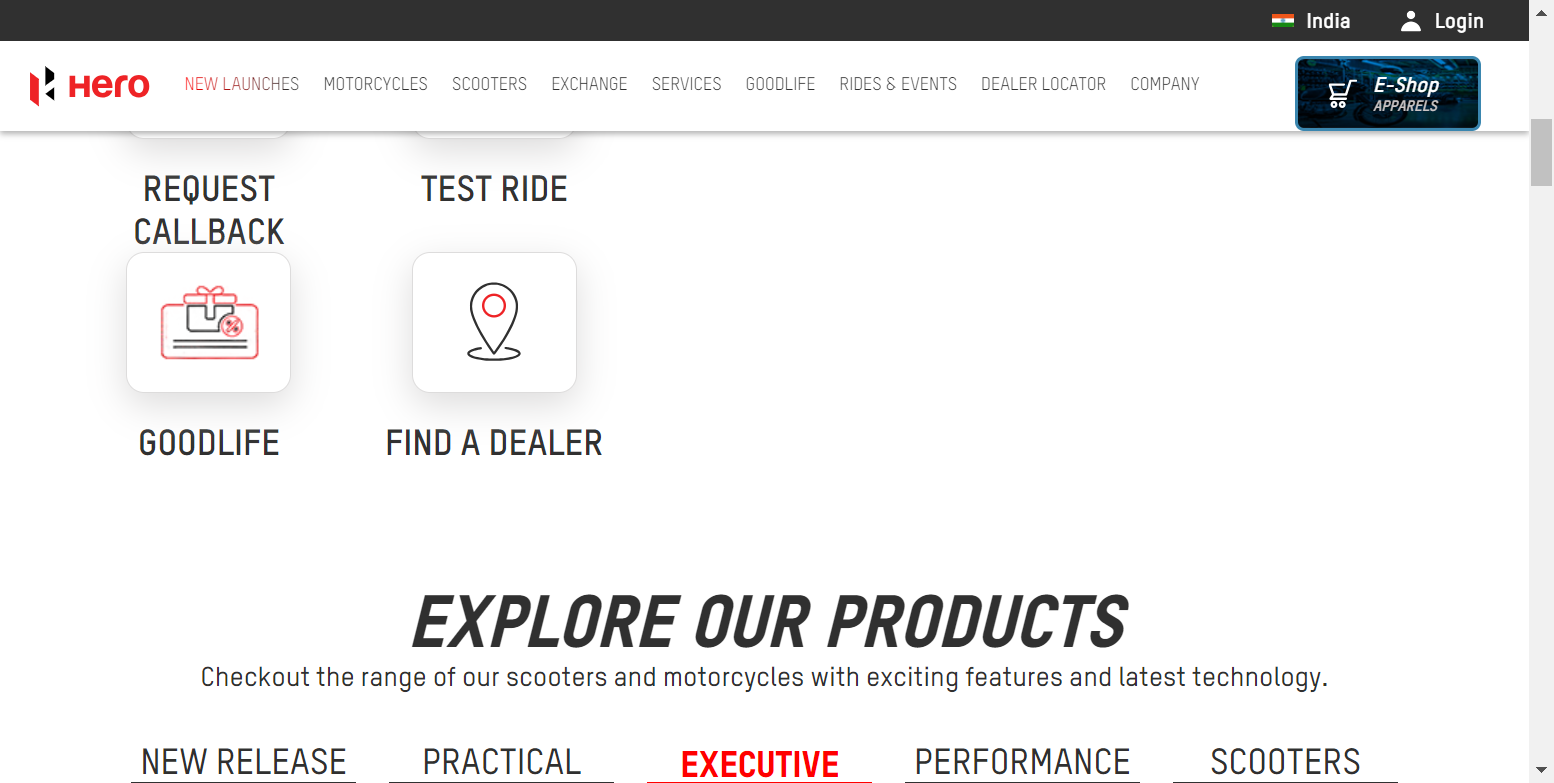 India
Login
Hero
NEW LAUNCHES
MOTORCYCLES
SCOOTERS
EXCHANGE
SERVICES
GOODLIFE
RIDES & EVENTS
DEALER LOCATOR
COMPANY
E-Shop
APPARELS
REQUEST
CALLBACK
TEST RIDE
GOODLIFE
FIND A DEALER
EXPLORE OUR PRODUCTS
Checkout the range of our scooters and motorcycles with exciting features and latest technology.
NEW RELEASE
PRACTICAL
EXECUTIVE
PERFORMANCE
SCOOTERS